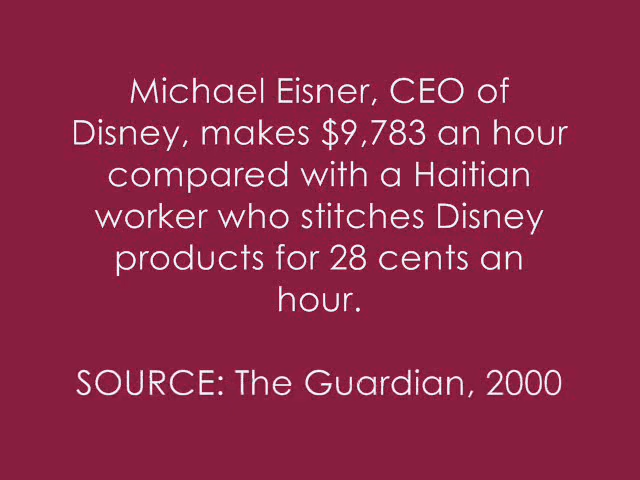 Michael Eisner, CEO of
Disney, makes $9,783 an hour
compared with a Haitian
worker who stitches Disney
products for 28 cents an
hour.
SOURCE: The Guardian, 2000